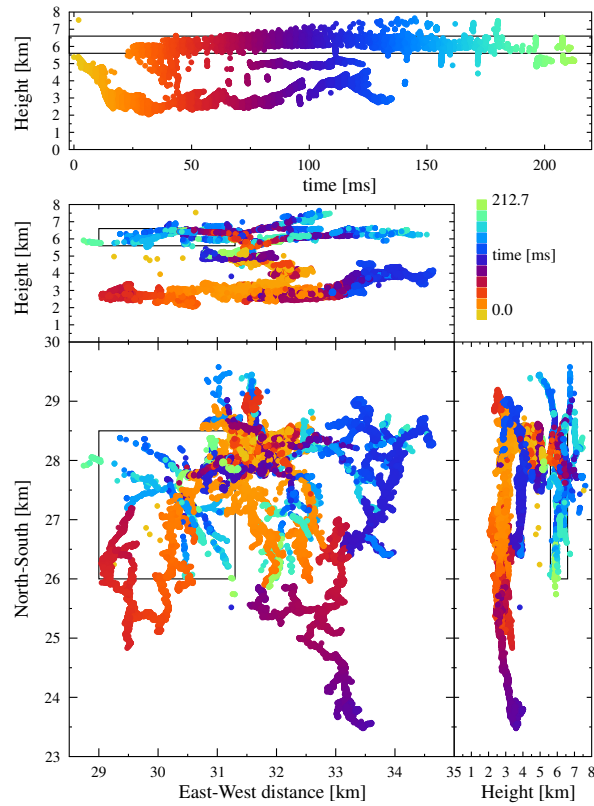 8
7
6
5
4
3
2
1
0
Height [km]
0 50 100 150 200
time [ms]
8
7
6
5
4
3
2
1
Height [km]
212.7
time [ms]
0.0
30
29
28
27
26
25
24
23
North-South [km]
29 30 31 32 33 34 35
East-West distance [km]
1 2 3 4 5 6 7 8
Height [km]